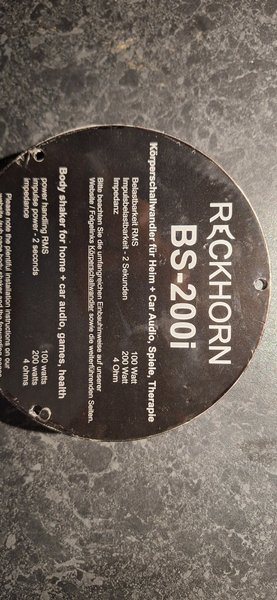 RECKHORN
BS-200i
Körperschallwandler für Heim + Car Audio, Spiele, Therapie
Belastbarkeit RMS 100 Watt
Impulsbelastbarkeit - 2 Sekunden 200 Watt
Impedanz 4 Ohm
Bitte beachten Sie die umfangreichen Einbauhinweise auf unserer
Website / Folgelinks Körperschallwandler sowie die weiterführenden Seiten.
Body shaker for home + car audio, games, health
power handling RMS 100 watts
impulse power - 2 seconds 200 watts
impedance 4 ohms
Please note the plentiful installation instructions on our